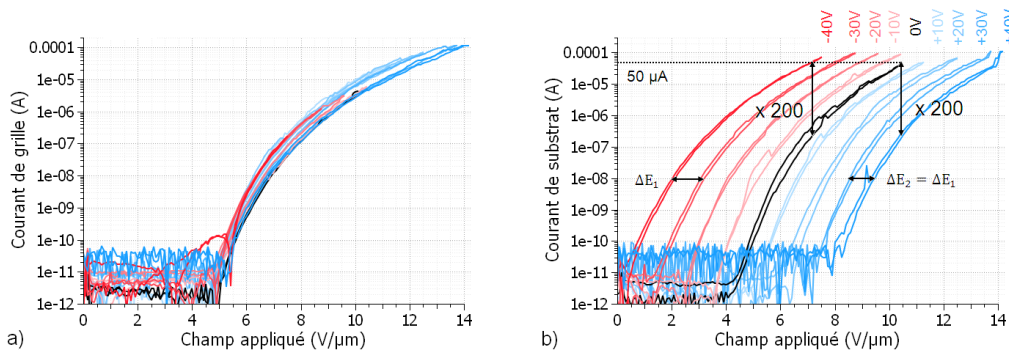 a)
Courant de grille (A)
0.0001
1e-05
1e-06
1e-07
1e-08
1e-09
1e-10
1e-11
1e-12
0 2 4 6 8 10 12 14
Champ appliqué (V/µm)
b)
-40V -30V -20V -10V 0V +10V +20V +30V +40V
Courant de substrat (A)
0.0001
1e-05
1e-06
1e-07
1e-08
1e-09
1e-10
1e-11
1e-12
50 µA
x 200 x 200
ΔE₁ ΔE₂ = ΔE₁
0 2 4 6 8 10 12 14
Champ appliqué (V/µm)